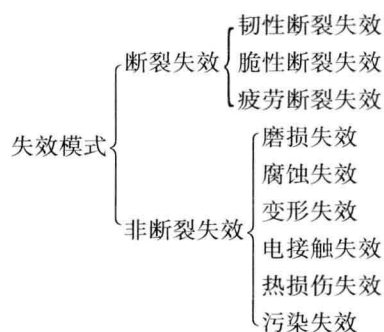 韧性断裂失效
断裂失效
脆性断裂失效
疲劳断裂失效
失效模式
磨损失效
腐蚀失效
变形失效
非断裂失效
电接触失效
热损伤失效
污染失效